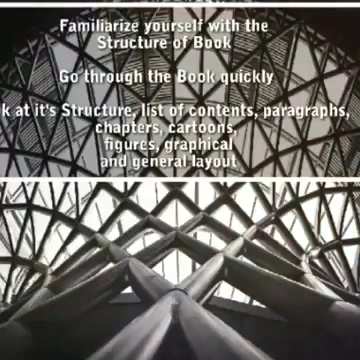 Familiarize yourself with the
Structure of Book
Go through the Book quickly
k at it's Structure, list of contents, paragraphs,
chapters, cartoons,
figures, graphical
and general layout